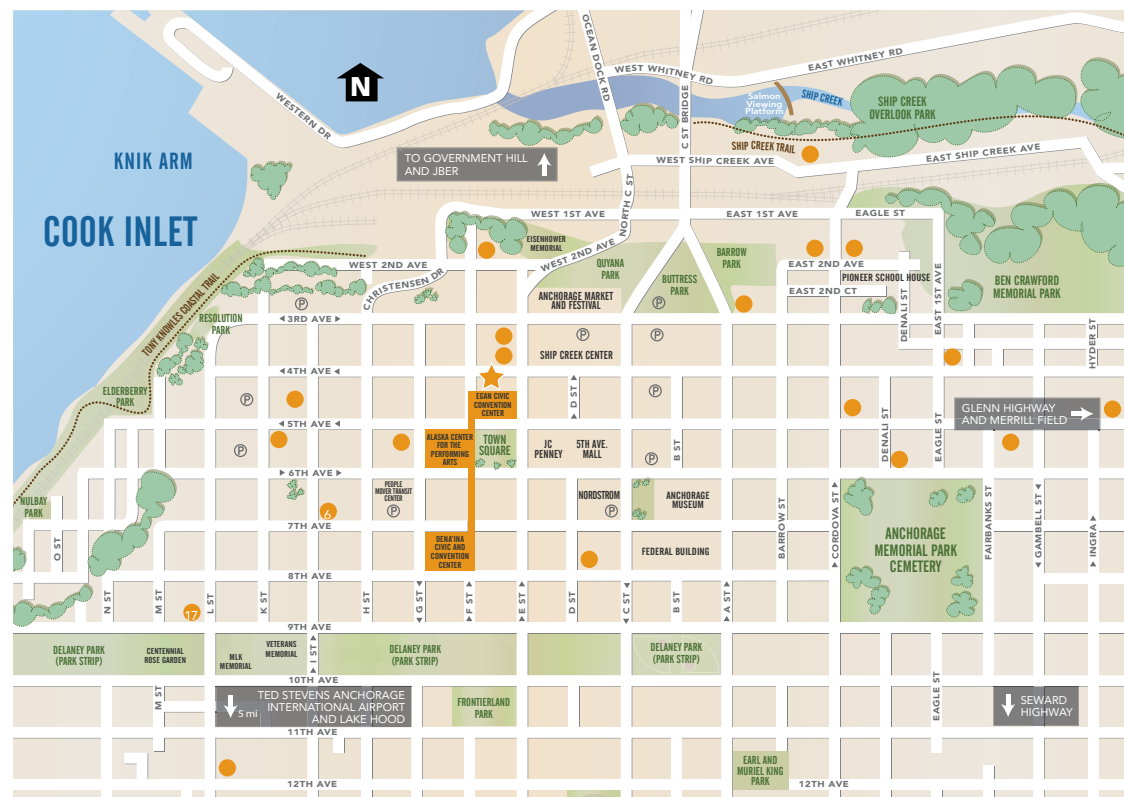 OCEAN DOCK RD
WEST WHITNEY RD
EAST WHITNEY RD
C ST BRIDGE
WESTERN DR
N
Salmon
Viewing
Platform
SHIP CREEK
SHIP CREEK
OVERLOOK PARK
SHIP CREEK TRAIL
WEST SHIP CREEK AVE
EAST SHIP CREEK AVE
KNIK ARM
COOK INLET
TO GOVERNMENT HILL
AND JBER
NORTH C ST
WEST 1ST AVE
EAST 1ST AVE
EAGLE ST
EISENHOWER
MEMORIAL
WEST 2ND AVE
WEST 2ND AVE
QUYANA
PARK
BARROW
PARK
BUTTRESS
PARK
EAST 2ND AVE
PIONEER SCHOOL HOUSE
EAST 2ND CT
DENALI ST
EAST 1ST AVE
BEN CRAWFORD
MEMORIAL PARK
HYDER ST
TONY KNOWLES COASTAL TRAIL
CHRISTENSEN DR
P
ANCHORAGE MARKET
AND FESTIVAL
P
RESOLUTION
PARK
3RD AVE
P
P
SHIP CREEK CENTER
4TH AVE
ELDERBERRY
PARK
P
EGAN CIVIC
CONVENTION
CENTER
D ST
P
GLENN HIGHWAY
AND MERRILL FIELD
5TH AVE
DENALI ST
EAGLE ST
P
ALASKA CENTER
FOR THE
PERFORMING
ARTS
TOWN
SQUARE
JC
PENNEY
5TH AVE.
MALL
P
B ST
6TH AVE
NULBAY
PARK
PEOPLE
MOVER TRANSIT
CENTER
P
NORDSTROM
P
ANCHORAGE
MUSEUM
6
7TH AVE
O ST
DENA'INA
CIVIC AND
CONVENTION
CENTER
FEDERAL BUILDING
BARROW ST
CORDOVA ST
ANCHORAGE
MEMORIAL PARK
CEMETERY
FAIRBANKS ST
GAMBELL ST
INGRA
8TH AVE
N ST
M ST
17
L ST
K ST
H ST
G ST
F ST
E ST
D ST
C ST
B ST
A ST
9TH AVE
DELANEY PARK
(PARK STRIP)
CENTENNIAL
ROSE GARDEN
MLK
MEMORIAL
VETERANS
MEMORIAL
I ST
DELANEY PARK
(PARK STRIP)
DELANEY PARK
(PARK STRIP)
10TH AVE
M ST
5 mi
TED STEVENS ANCHORAGE
INTERNATIONAL AIRPORT
AND LAKE HOOD
FRONTIERLAND
PARK
EAGLE ST
SEWARD
HIGHWAY
11TH AVE
EARL AND
MURIEL KING
PARK
12TH AVE
12TH AVE